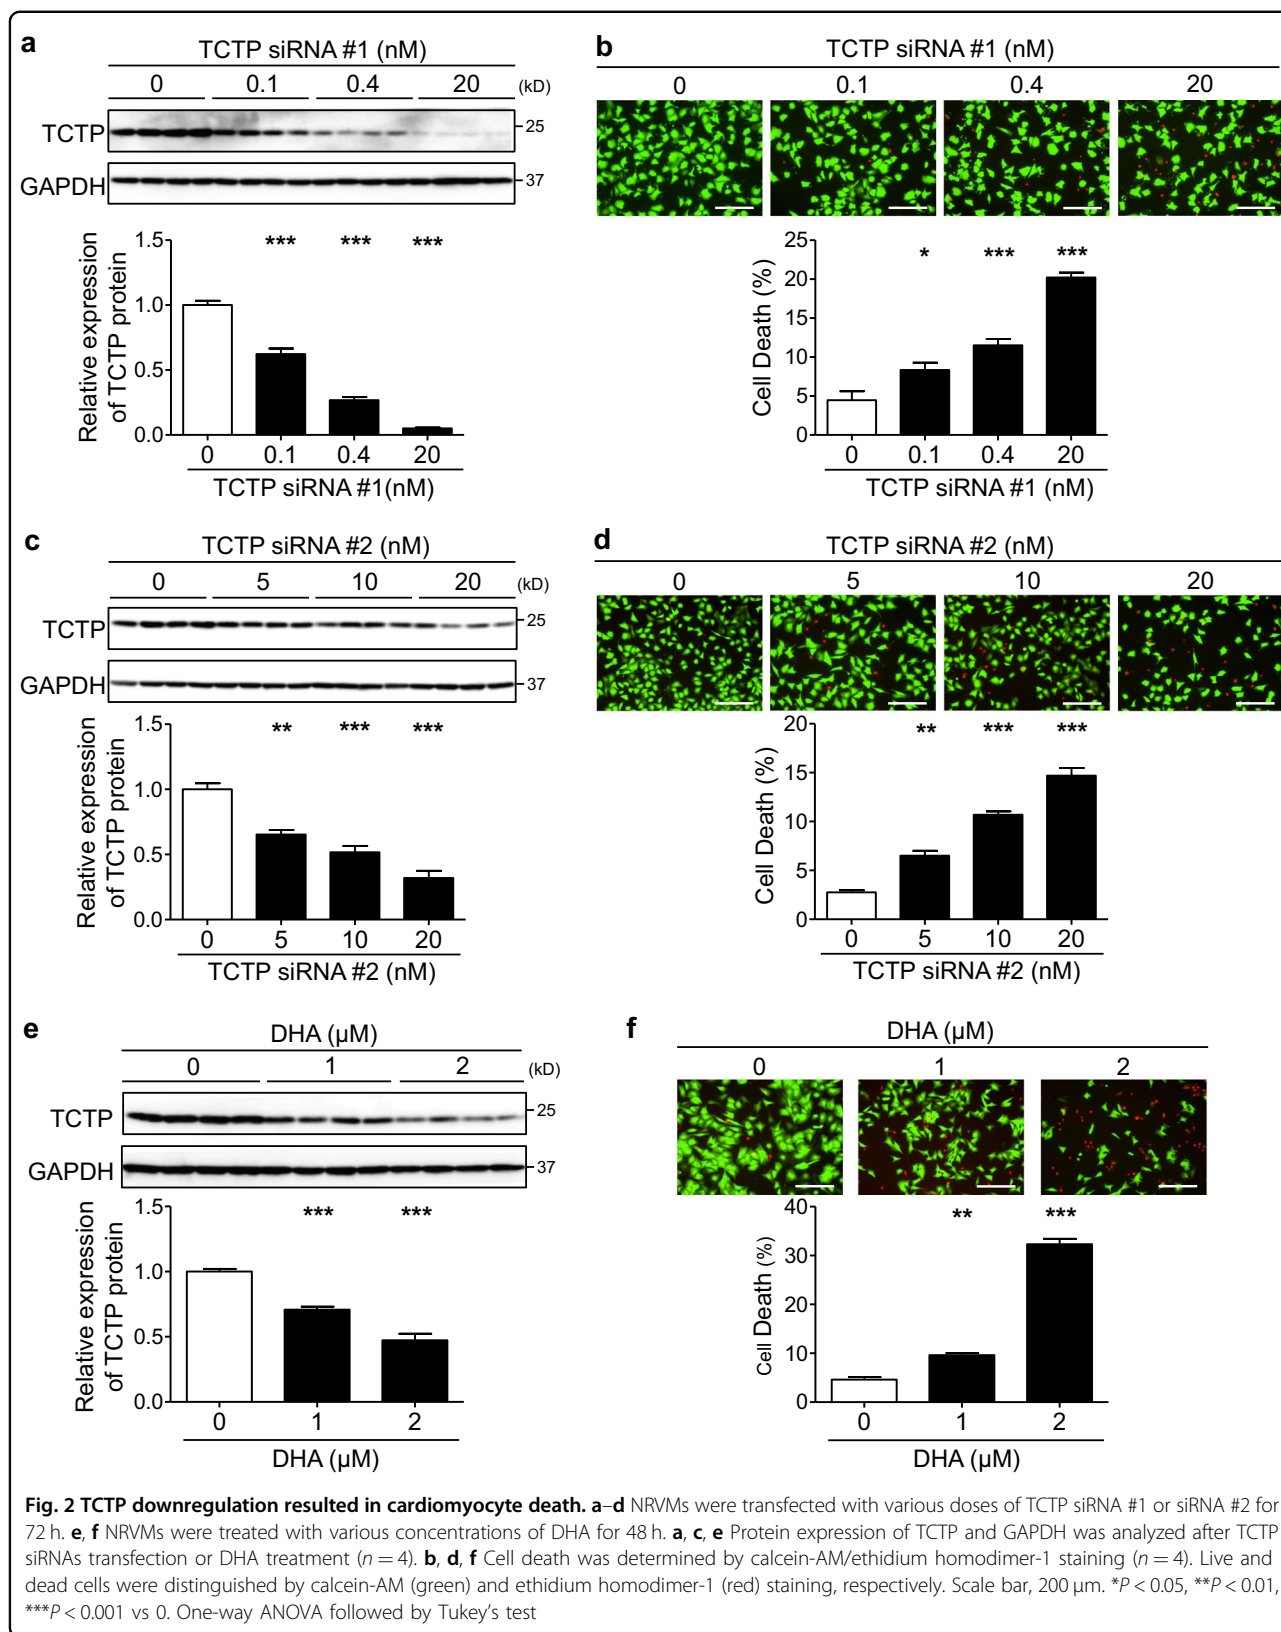 a
TCTP siRNA #1 (nM)
0 0.1 0.4 20 (kD)
TCTP 25
GAPDH 37
*** *** ***
Relative expression
of TCTP protein
1.5
1.0
0.5
0.0
0 0.1 0.4 20
TCTP siRNA #1(nM)
b
TCTP siRNA #1 (nM)
0 0.1 0.4 20
* *** ***
Cell Death (%)
25
20
15
10
5
0
0 0.1 0.4 20
TCTP siRNA #1 (nM)
c
TCTP siRNA #2 (nM)
0 5 10 20 (kD)
TCTP 25
GAPDH 37
** *** ***
Relative expression
of TCTP protein
1.5
1.0
0.5
0.0
0 5 10 20
TCTP siRNA #2 (nM)
d
TCTP siRNA #2 (nM)
0 5 10 20
** *** ***
Cell Death (%)
20
15
10
5
0
0 5 10 20
TCTP siRNA #2 (nM)
e
DHA (µM)
0 1 2 (kD)
TCTP 25
GAPDH 37
*** ***
Relative expression
of TCTP protein
1.5
1.0
0.5
0.0
0 1 2
DHA (µM)
f
DHA (µM)
0 1 2
** ***
Cell Death (%)
40
30
20
10
0
0 1 2
DHA (µM)
Fig. 2 TCTP downregulation resulted in cardiomyocyte death. a–d NRVMs were transfected with various doses of TCTP siRNA #1 or siRNA #2 for
72 h. e, f NRVMs were treated with various concentrations of DHA for 48 h. a, c, e Protein expression of TCTP and GAPDH was analyzed after TCTP
siRNAs transfection or DHA treatment (n = 4). b, d, f Cell death was determined by calcein-AM/ethidium homodimer-1 staining (n = 4). Live and
dead cells were distinguished by calcein-AM (green) and ethidium homodimer-1 (red) staining, respectively. Scale bar, 200 µm. *P < 0.05, **P < 0.01,
***P < 0.001 vs 0. One-way ANOVA followed by Tukey's test